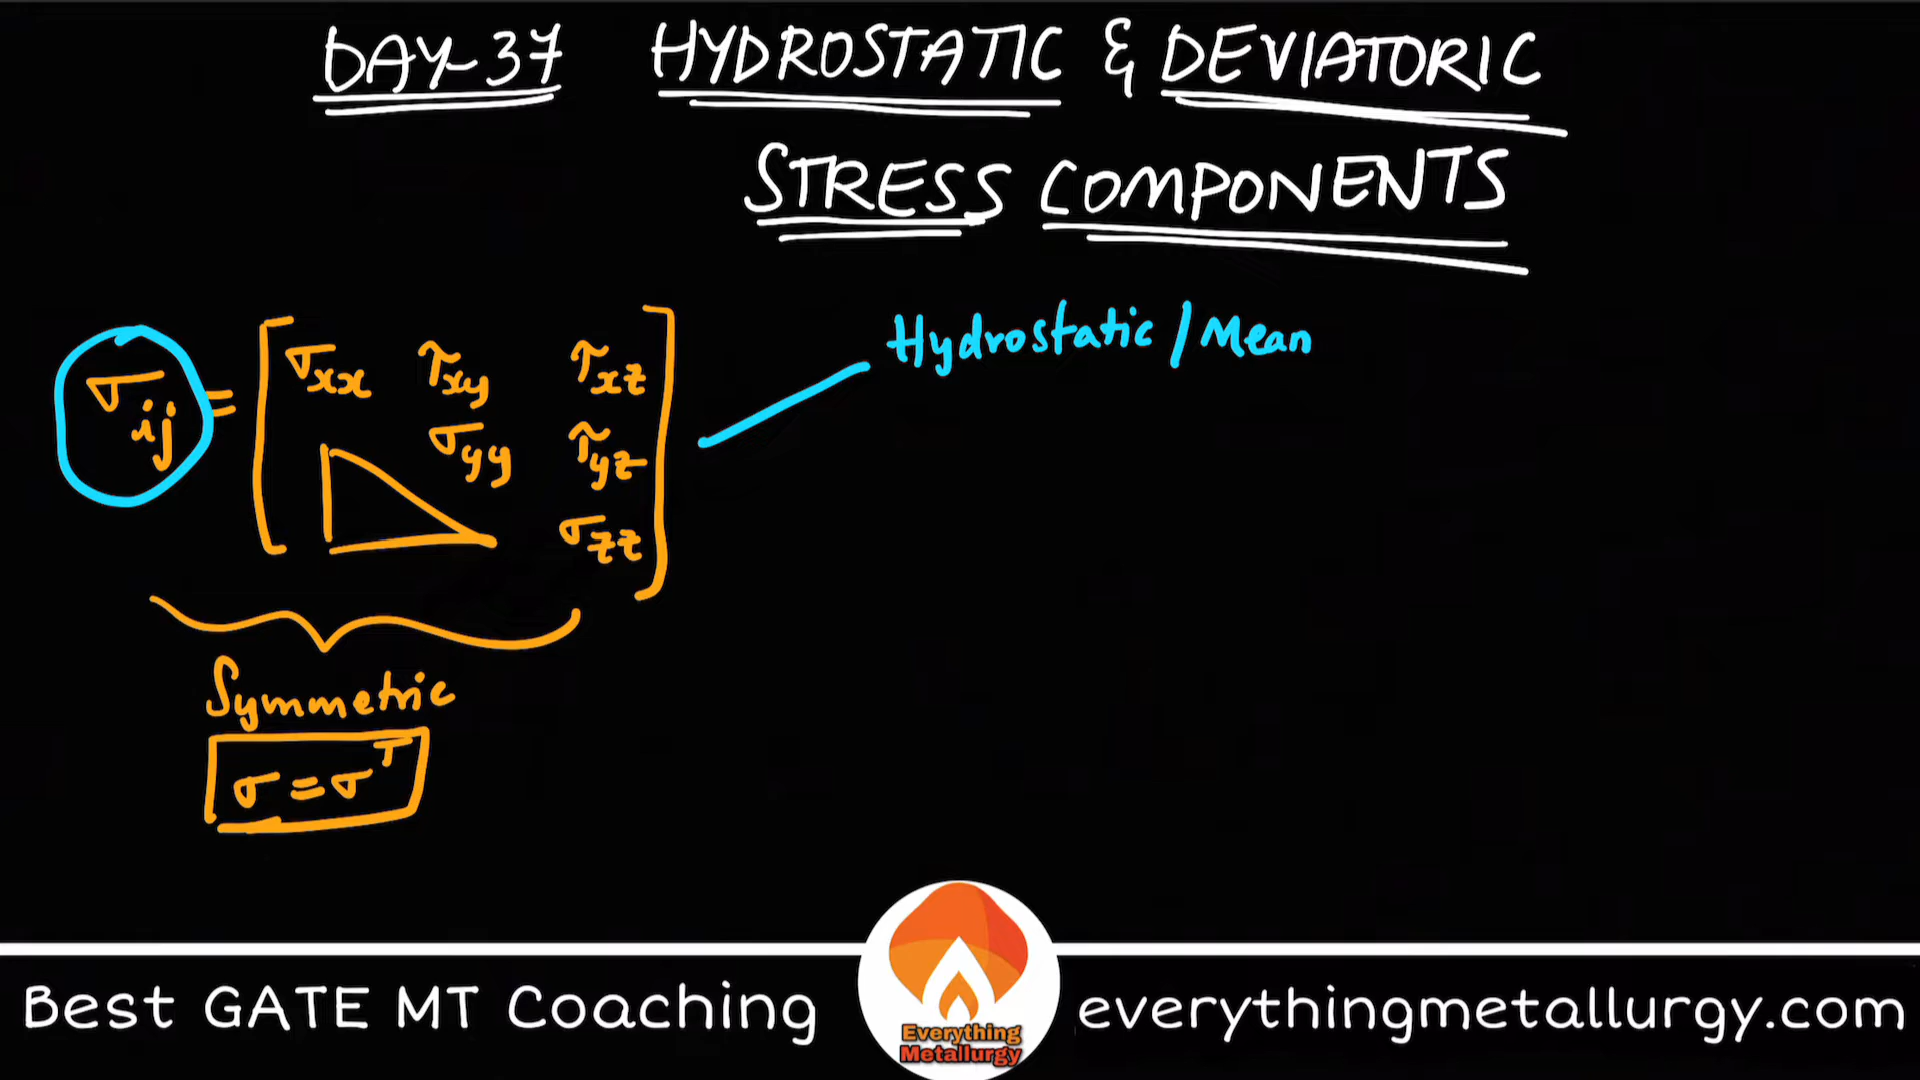 DAY-37 HYDROSTATIC & DEVIATORIC
STRESS COMPONENTS
Hydrostatic / Mean
σij = [ σxx τxy τxz
σyy τyz
σzz ]
Symmetric
σ = σᵀ
Best GATE MT Coaching
Everything
Metallurgy
everythingmetallurgy.com